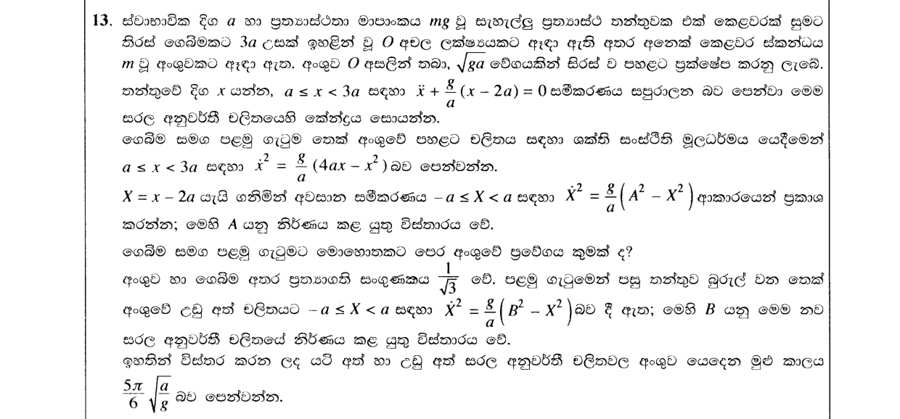 13. ස්වාභාවික දිග a හා ප්‍රත්‍යාස්ථතා මාපාංකය mg වූ සැහැල්ලු ප්‍රත්‍යාස්ථ තන්තුවක එක් කෙළවරක් සුමට
තිරස් ගෙබිමකට 3a උසක් ඉහළින් වූ O අචල ලක්ෂ්‍යයකට ඈඳා ඇති අතර අනෙක් කෙළවර ස්කන්ධය
m වූ අංශුවකට ඈඳා ඇත. අංශුව O අසලින් තබා, √ga වේගයකින් සිරස් ව පහළට ප්‍රක්ෂේප කරනු ලැබේ.
තන්තුවේ දිග x යන්න, a ≤ x < 3a සඳහා ẍ + g/a (x – 2a) = 0 සමීකරණය සපුරාලන බව පෙන්වා මෙම
සරල අනුවර්තී චලිතයෙහි කේන්ද්‍රය සොයන්න.
ගෙබිම සමග පළමු ගැටුම තෙක් අංශුවේ පහළට චලිතය සඳහා ශක්ති සංස්ථිති මූලධර්මය යෙදීමෙන්
a ≤ x < 3a සඳහා ẋ² = g/a (4ax – x²) බව පෙන්වන්න.
X = x – 2a යැයි ගනිමින් අවසාන සමීකරණය – a ≤ X < a සඳහා Ẋ² = g/a (A² – X²) ආකාරයෙන් ප්‍රකාශ
කරන්න; මෙහි A යනු නිර්ණය කළ යුතු විස්තාරය වේ.
ගෙබිම සමග පළමු ගැටුමට මොහොතකට පෙර අංශුවේ ප්‍රවේගය කුමක් ද?
අංශුව හා ගෙබිම අතර ප්‍රත්‍යාගති සංගුණකය 1/√3 වේ. පළමු ගැටුමෙන් පසු තන්තුව බුරුල් වන තෙක්
අංශුවේ උඩු අත් චලිතයට – a ≤ X < a සඳහා Ẋ² = g/a (B² – X²) බව දී ඇත; මෙහි B යනු මෙම නව
සරල අනුවර්තී චලිතයේ නිර්ණය කළ යුතු විස්තාරය වේ.
ඉහතින් විස්තර කරන ලද යටි අත් හා උඩු අත් සරල අනුවර්තී චලිතවල අංශුව යෙදෙන මුළු කාලය
5π/6 √(a/g) බව පෙන්වන්න.